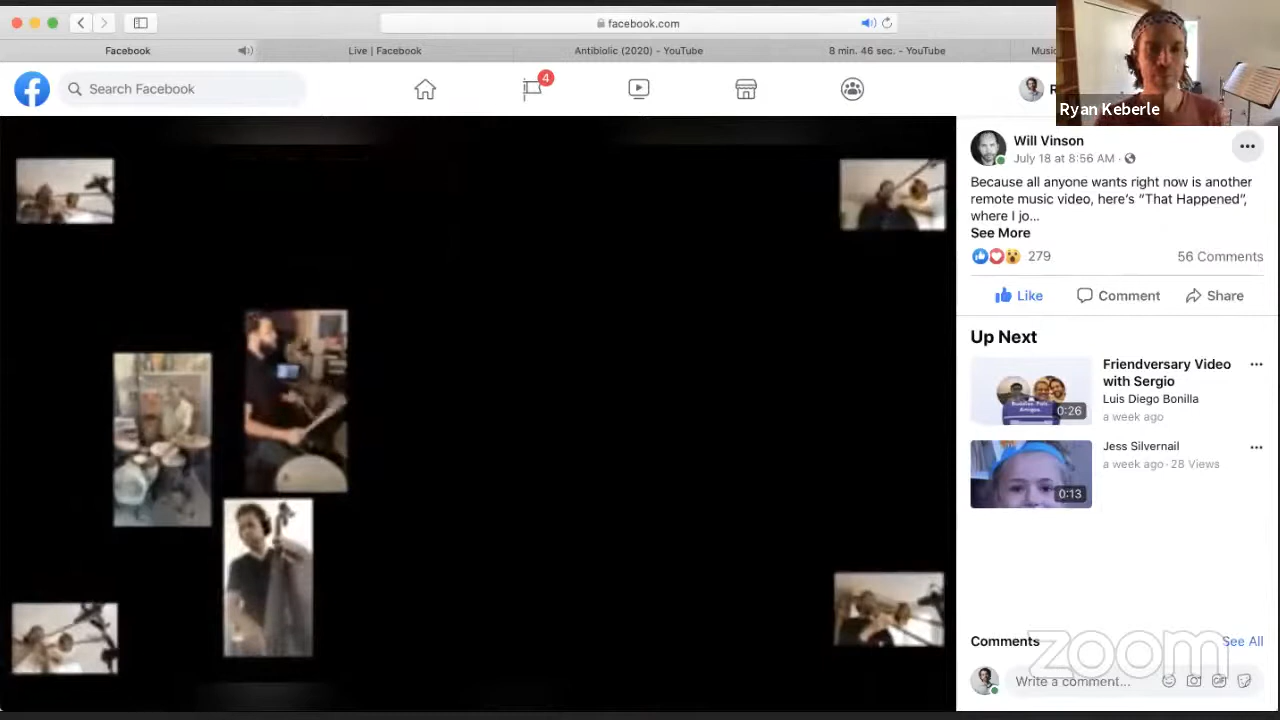 facebook.com
Facebook
Live | Facebook
Antibiolic (2020) - YouTube
8 min. 46 sec. - YouTube
Music
Search Facebook
4
R
Ryan Keberle
Will Vinson
July 18 at 8:56 AM ·
Because all anyone wants right now is another
remote music video, here's “That Happened”,
where I jo...
See More
279
56 Comments
Like
Comment
Share
Up Next
Friendversary Video
with Sergio
Luis Diego Bonilla
a week ago
0:26
Jess Silvernail
a week ago · 28 Views
0:13
Comments
See All
zoom
Write a comment...
GIF